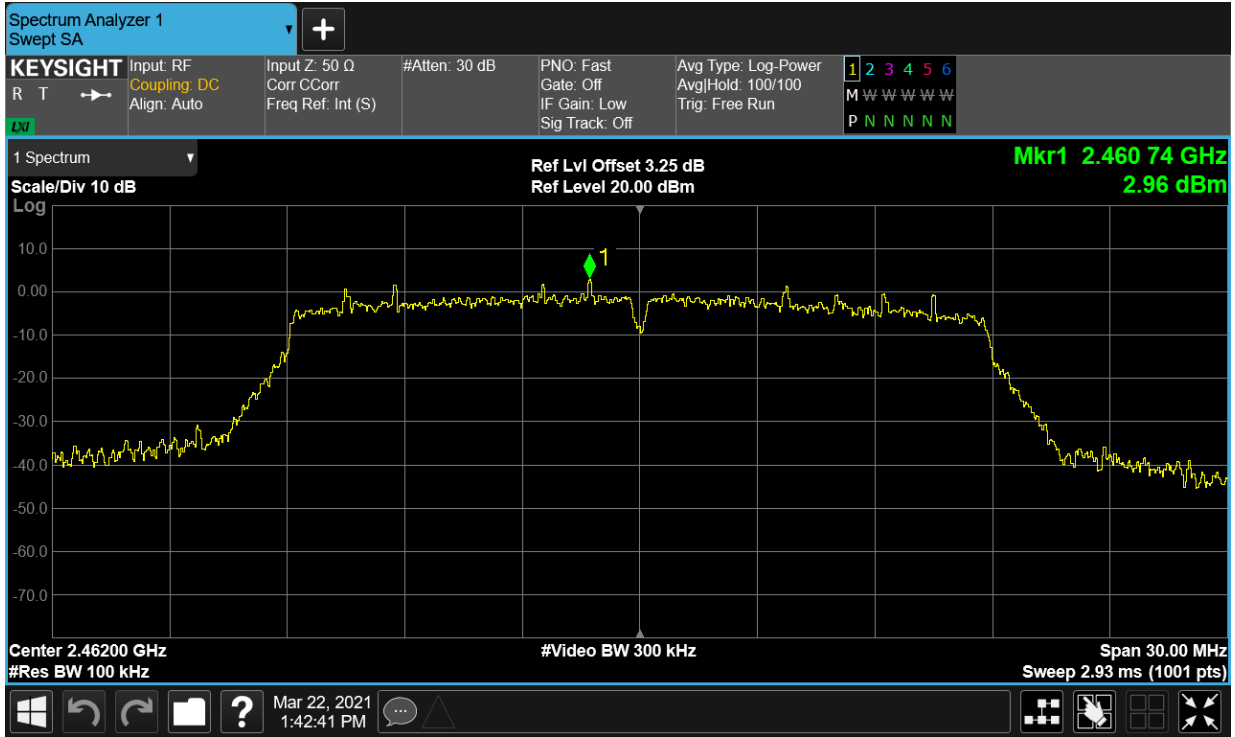 Spectrum Analyzer 1
Swept SA
KEYSIGHT
R T
LXI
Input: RF
Coupling: DC
Align: Auto
Input Z: 50 Ω
Corr CCorr
Freq Ref: Int (S)
#Atten: 30 dB
PNO: Fast
Gate: Off
IF Gain: Low
Sig Track: Off
Avg Type: Log-Power
Avg|Hold: 100/100
Trig: Free Run
1 2 3 4 5 6
M W W W W W
P N N N N N
1 Spectrum
Scale/Div 10 dB
Log
Ref Lvl Offset 3.25 dB
Ref Level 20.00 dBm
Mkr1 2.460 74 GHz
2.96 dBm
10.0
0.00
-10.0
-20.0
-30.0
-40.0
-50.0
-60.0
-70.0
1
Center 2.46200 GHz
#Res BW 100 kHz
#Video BW 300 kHz
Span 30.00 MHz
Sweep 2.93 ms (1001 pts)
?
Mar 22, 2021
1:42:41 PM